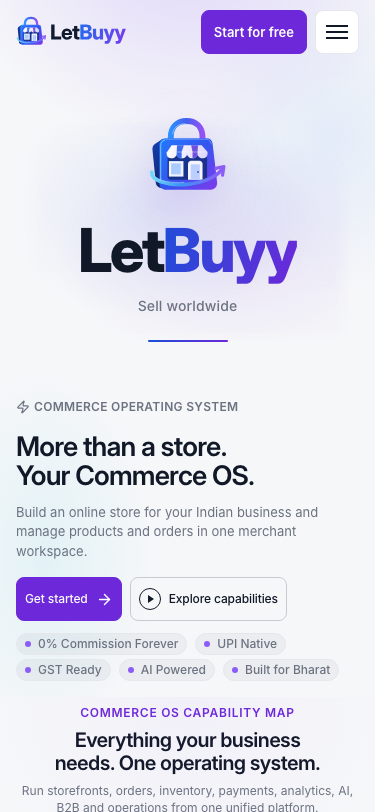 LetBuyy
Start for free
LetBuyy
Sell worldwide
COMMERCE OPERATING SYSTEM
More than a store.
Your Commerce OS.
Build an online store for your Indian business and
manage products and orders in one merchant
workspace.
Get started
Explore capabilities
0% Commission Forever
UPI Native
GST Ready
AI Powered
Built for Bharat
COMMERCE OS CAPABILITY MAP
Everything your business
needs. One operating system.
Run storefronts, orders, inventory, payments, analytics, AI,
B2B and operations from one unified platform.